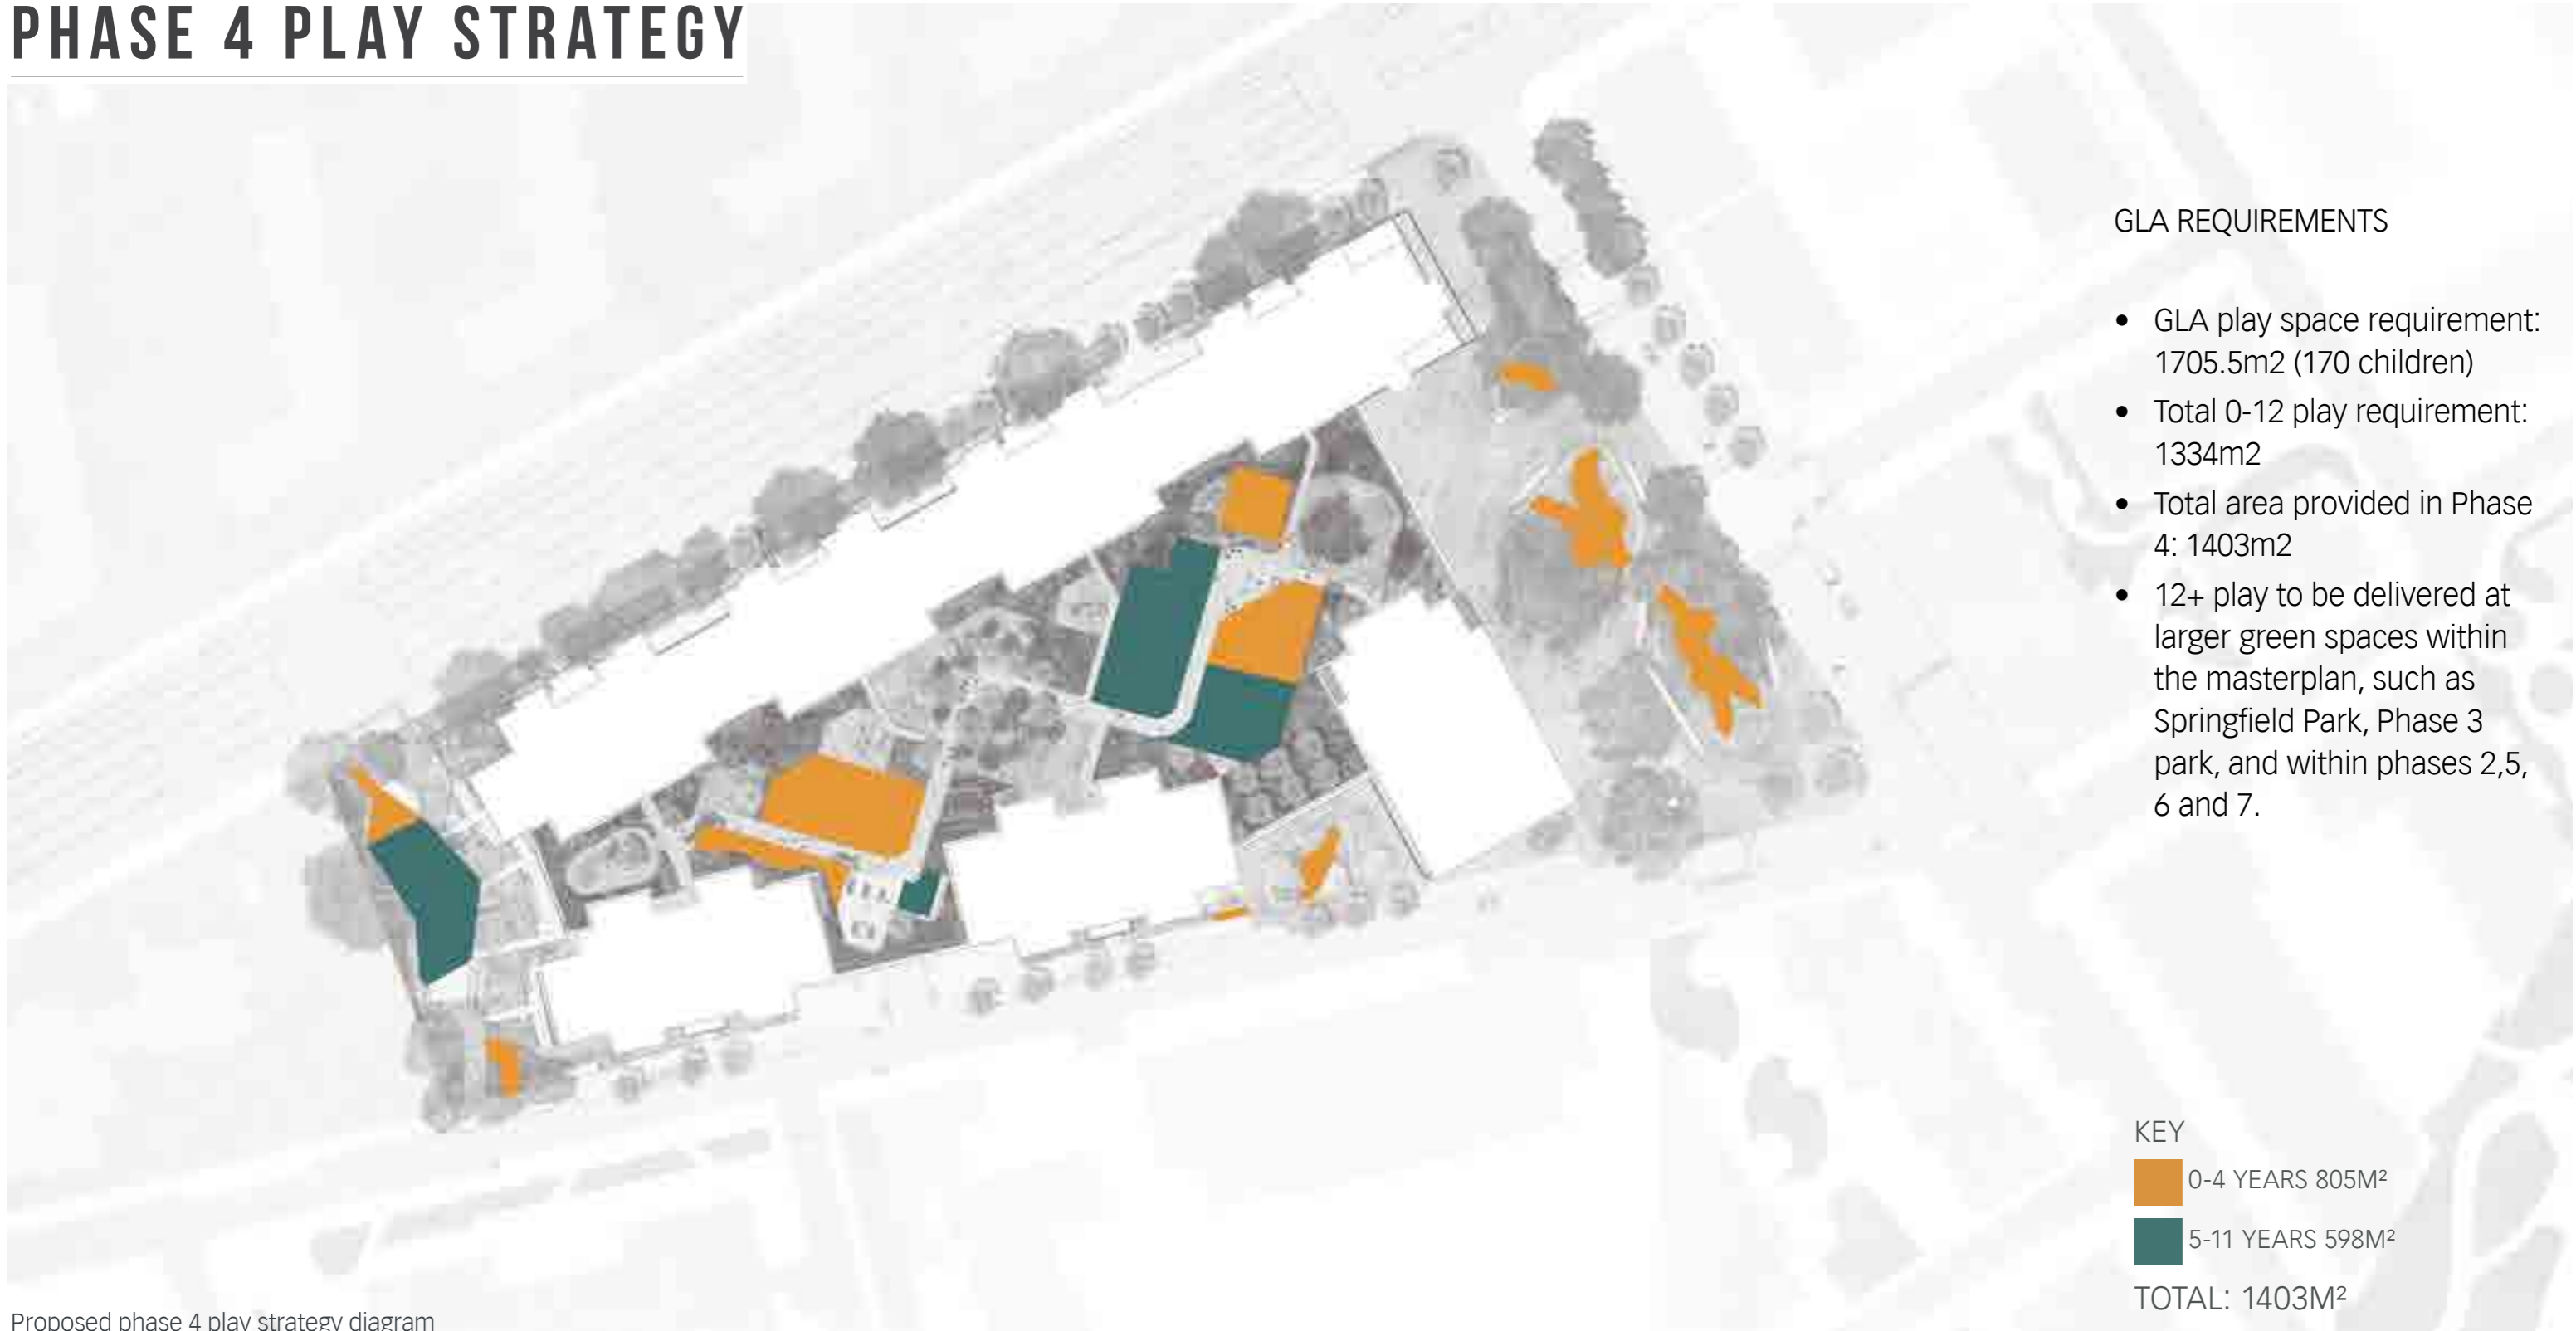 PHASE 4 PLAY STRATEGY
GLA REQUIREMENTS
• GLA play space requirement:
1705.5m2 (170 children)
• Total 0-12 play requirement:
1334m2
• Total area provided in Phase
4: 1403m2
• 12+ play to be delivered at
larger green spaces within
the masterplan, such as
Springfield Park, Phase 3
park, and within phases 2,5,
6 and 7.
KEY
0-4 YEARS 805M²
5-11 YEARS 598M²
TOTAL: 1403M²
Proposed phase 4 play strategy diagram